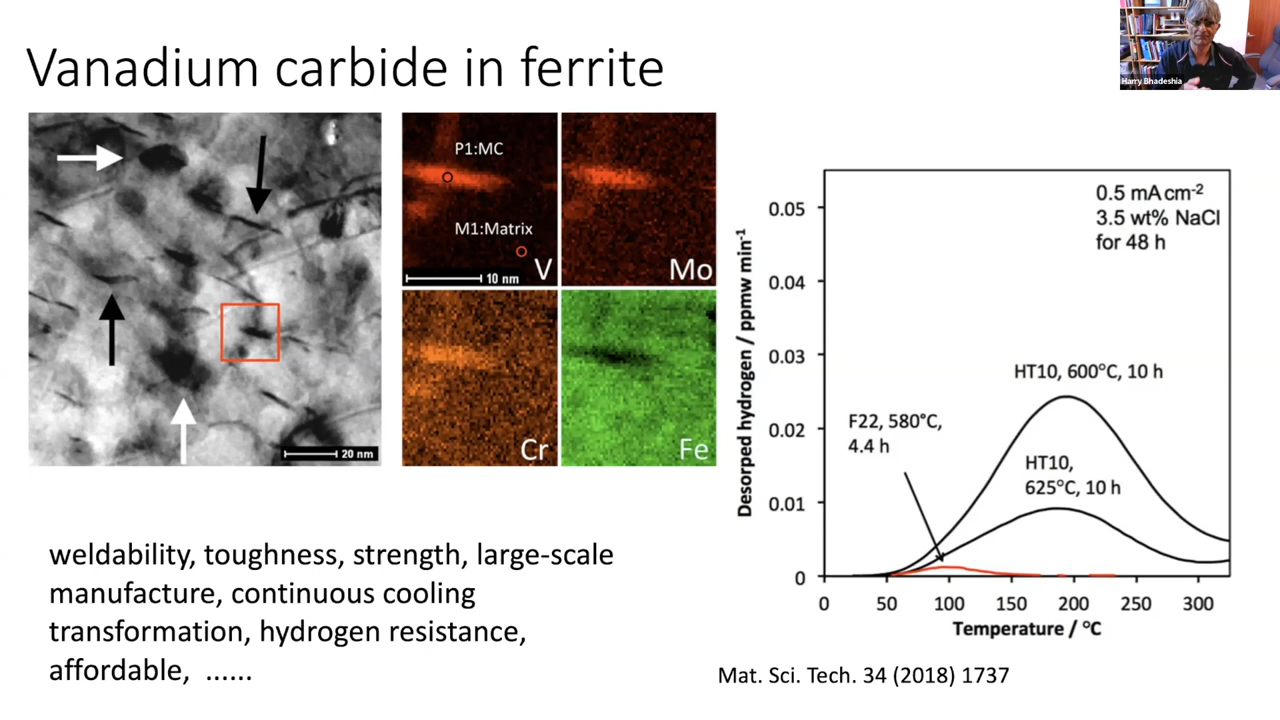 Vanadium carbide in ferrite
Harry Bhadeshia
20 nm
P1:MC
M1:Matrix
10 nm
V
Mo
Cr
Fe
0.5 mA cm-2
3.5 wt% NaCl
for 48 h
HT10, 600°C, 10 h
F22, 580°C,
4.4 h
HT10,
625°C, 10 h
Desorped hydrogen / ppmw min-1
0.05
0.04
0.03
0.02
0.01
0
0 50 100 150 200 250 300
Temperature / °C
weldability, toughness, strength, large-scale
manufacture, continuous cooling
transformation, hydrogen resistance,
affordable, ......
Mat. Sci. Tech. 34 (2018) 1737